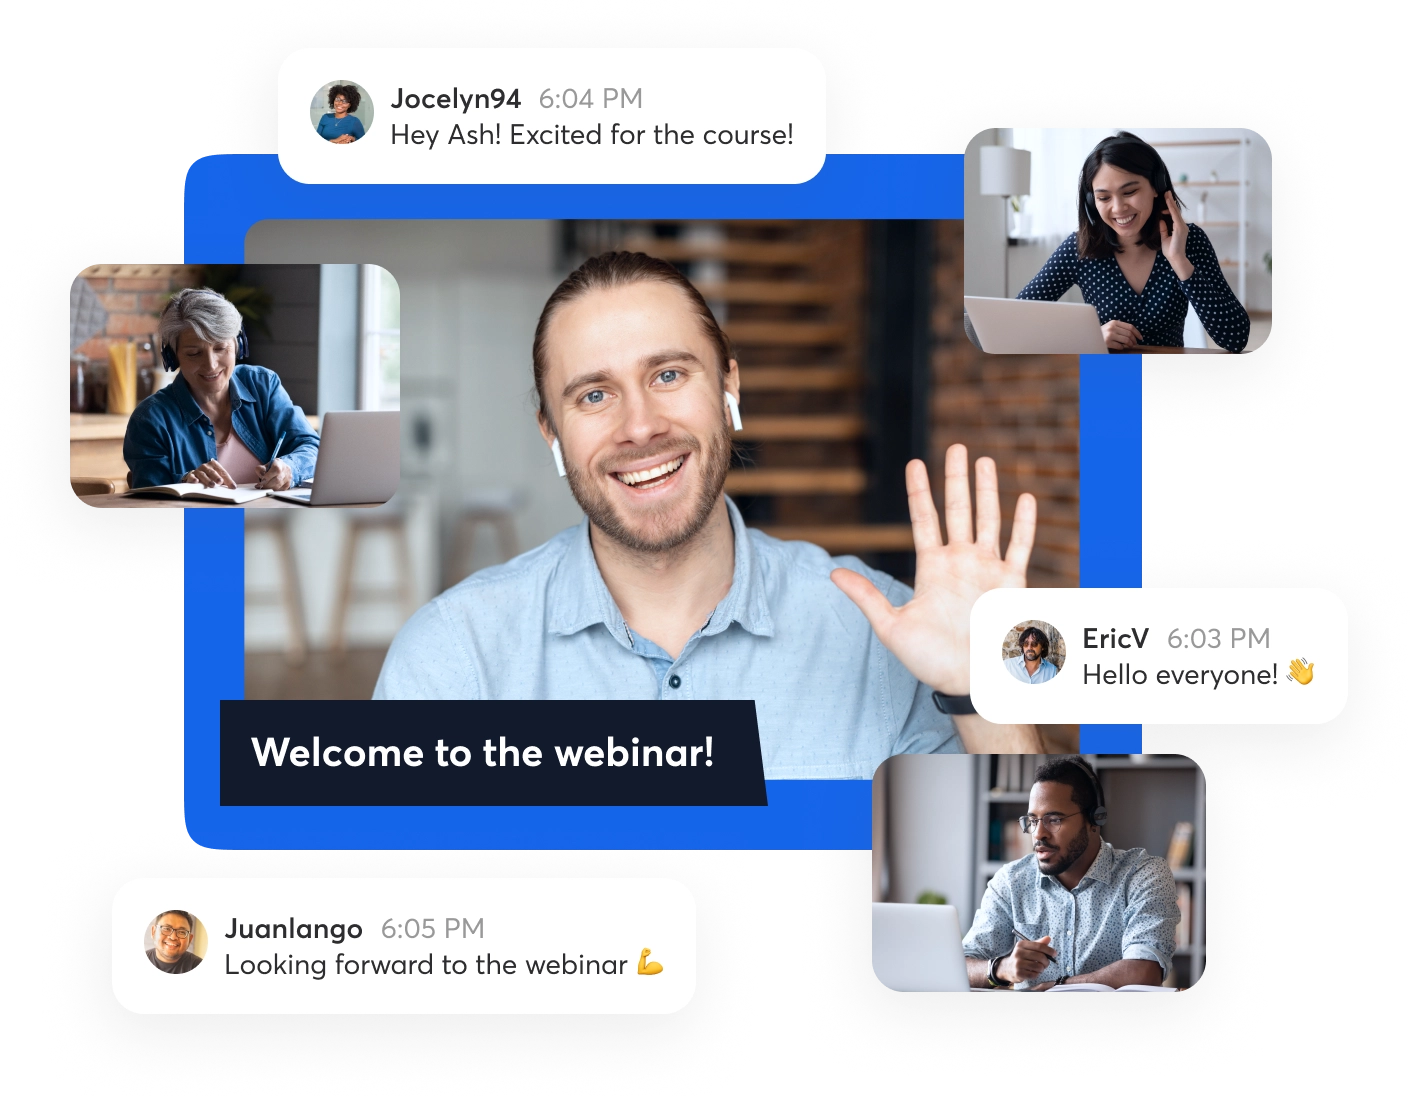 Jocelyn94 6:04 PM
Hey Ash! Excited for the course!
EricV 6:03 PM
Hello everyone! 👋
Welcome to the webinar!
Juanlango 6:05 PM
Looking forward to the webinar 💪